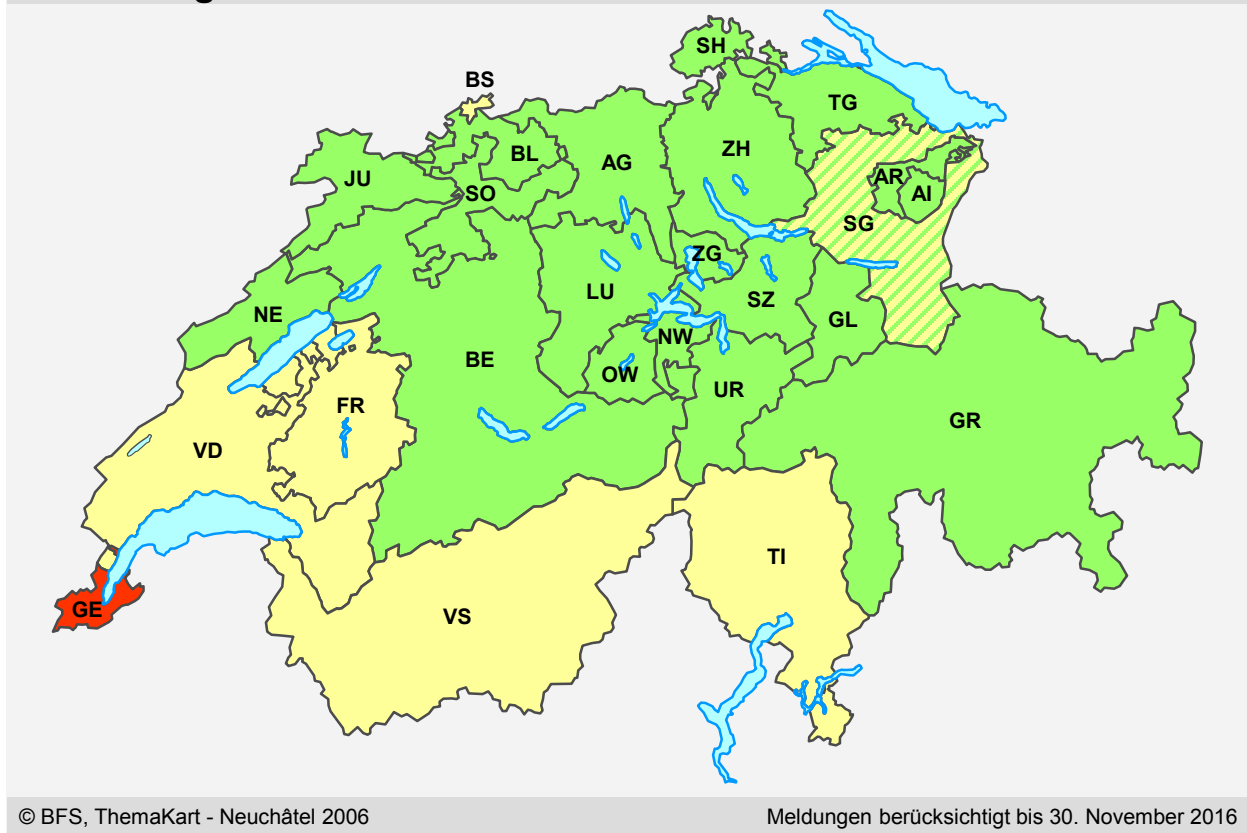 SH
BS
TG
BL
ZH
AG
AR
JU
AI
SO
SG
ZG
LU
SZ
NE
GL
NW
BE
OW
UR
FR
GR
VD
TI
GE
VS
© BFS, ThemaKart - Neuchâtel 2006
Meldungen berücksichtigt bis 30. November 2016